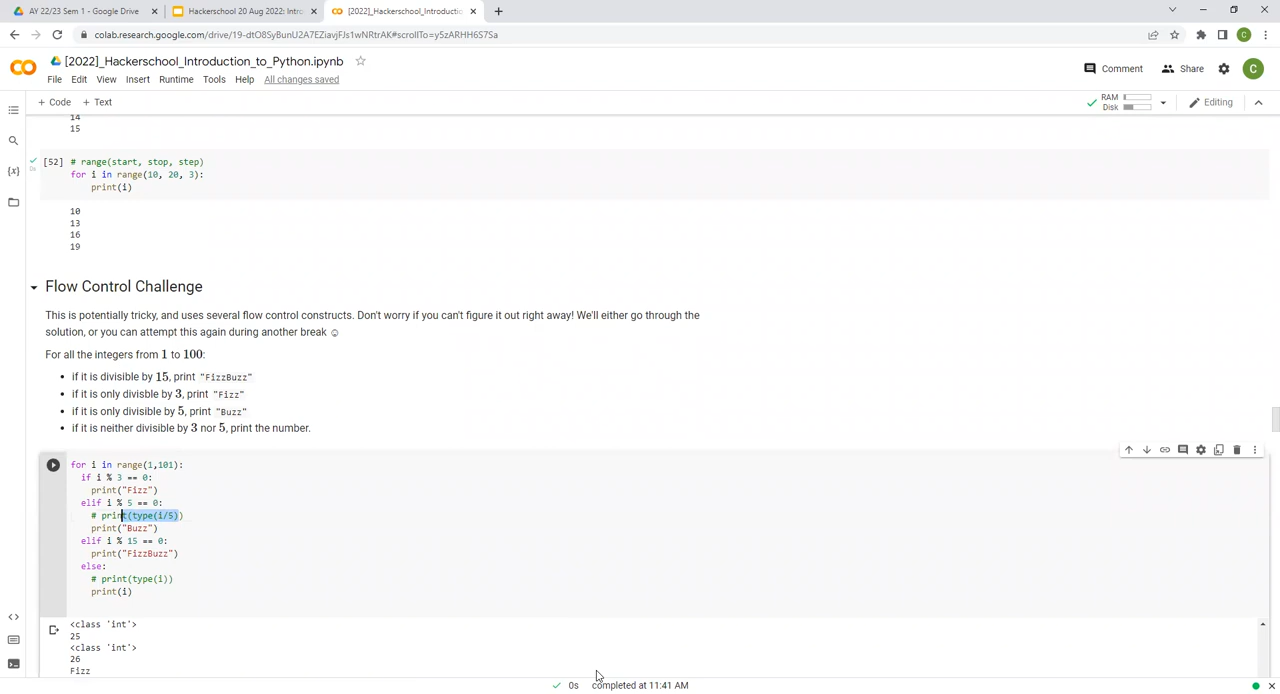 AY 22/23 Sem 1 - Google Drive
Hackerschool 20 Aug 2022: Intro
[2022]_Hackerschool_Introductio
colab.research.google.com/drive/19-dtO8SyBunU2A7EZiavjFJs1wNRtrAK#scrollTo=y5zARHH6S7Sa
C
[2022]_Hackerschool_Introduction_to_Python.ipynb
File Edit View Insert Runtime Tools Help All changes saved
Comment Share C
+ Code + Text
RAM
Disk
Editing
14
15
[52] # range(start, stop, step)
0s
for i in range(10, 20, 3):
print(i)
10
13
16
19
Flow Control Challenge
This is potentially tricky, and uses several flow control constructs. Don't worry if you can't figure it out right away! We'll either go through the
solution, or you can attempt this again during another break ☺
For all the integers from 1 to 100:
• if it is divisible by 15, print "FizzBuzz"
• if it is only divisble by 3, print "Fizz"
• if it is only divisible by 5, print "Buzz"
• if it is neither divisible by 3 nor 5, print the number.
for i in range(1,101):
if i % 3 == 0:
print("Fizz")
elif i % 5 == 0:
# print(type(i/5))
print("Buzz")
elif i % 15 == 0:
print("FizzBuzz")
else:
# print(type(i))
print(i)
<class 'int'>
25
<class 'int'>
26
Fizz
0s completed at 11:41 AM